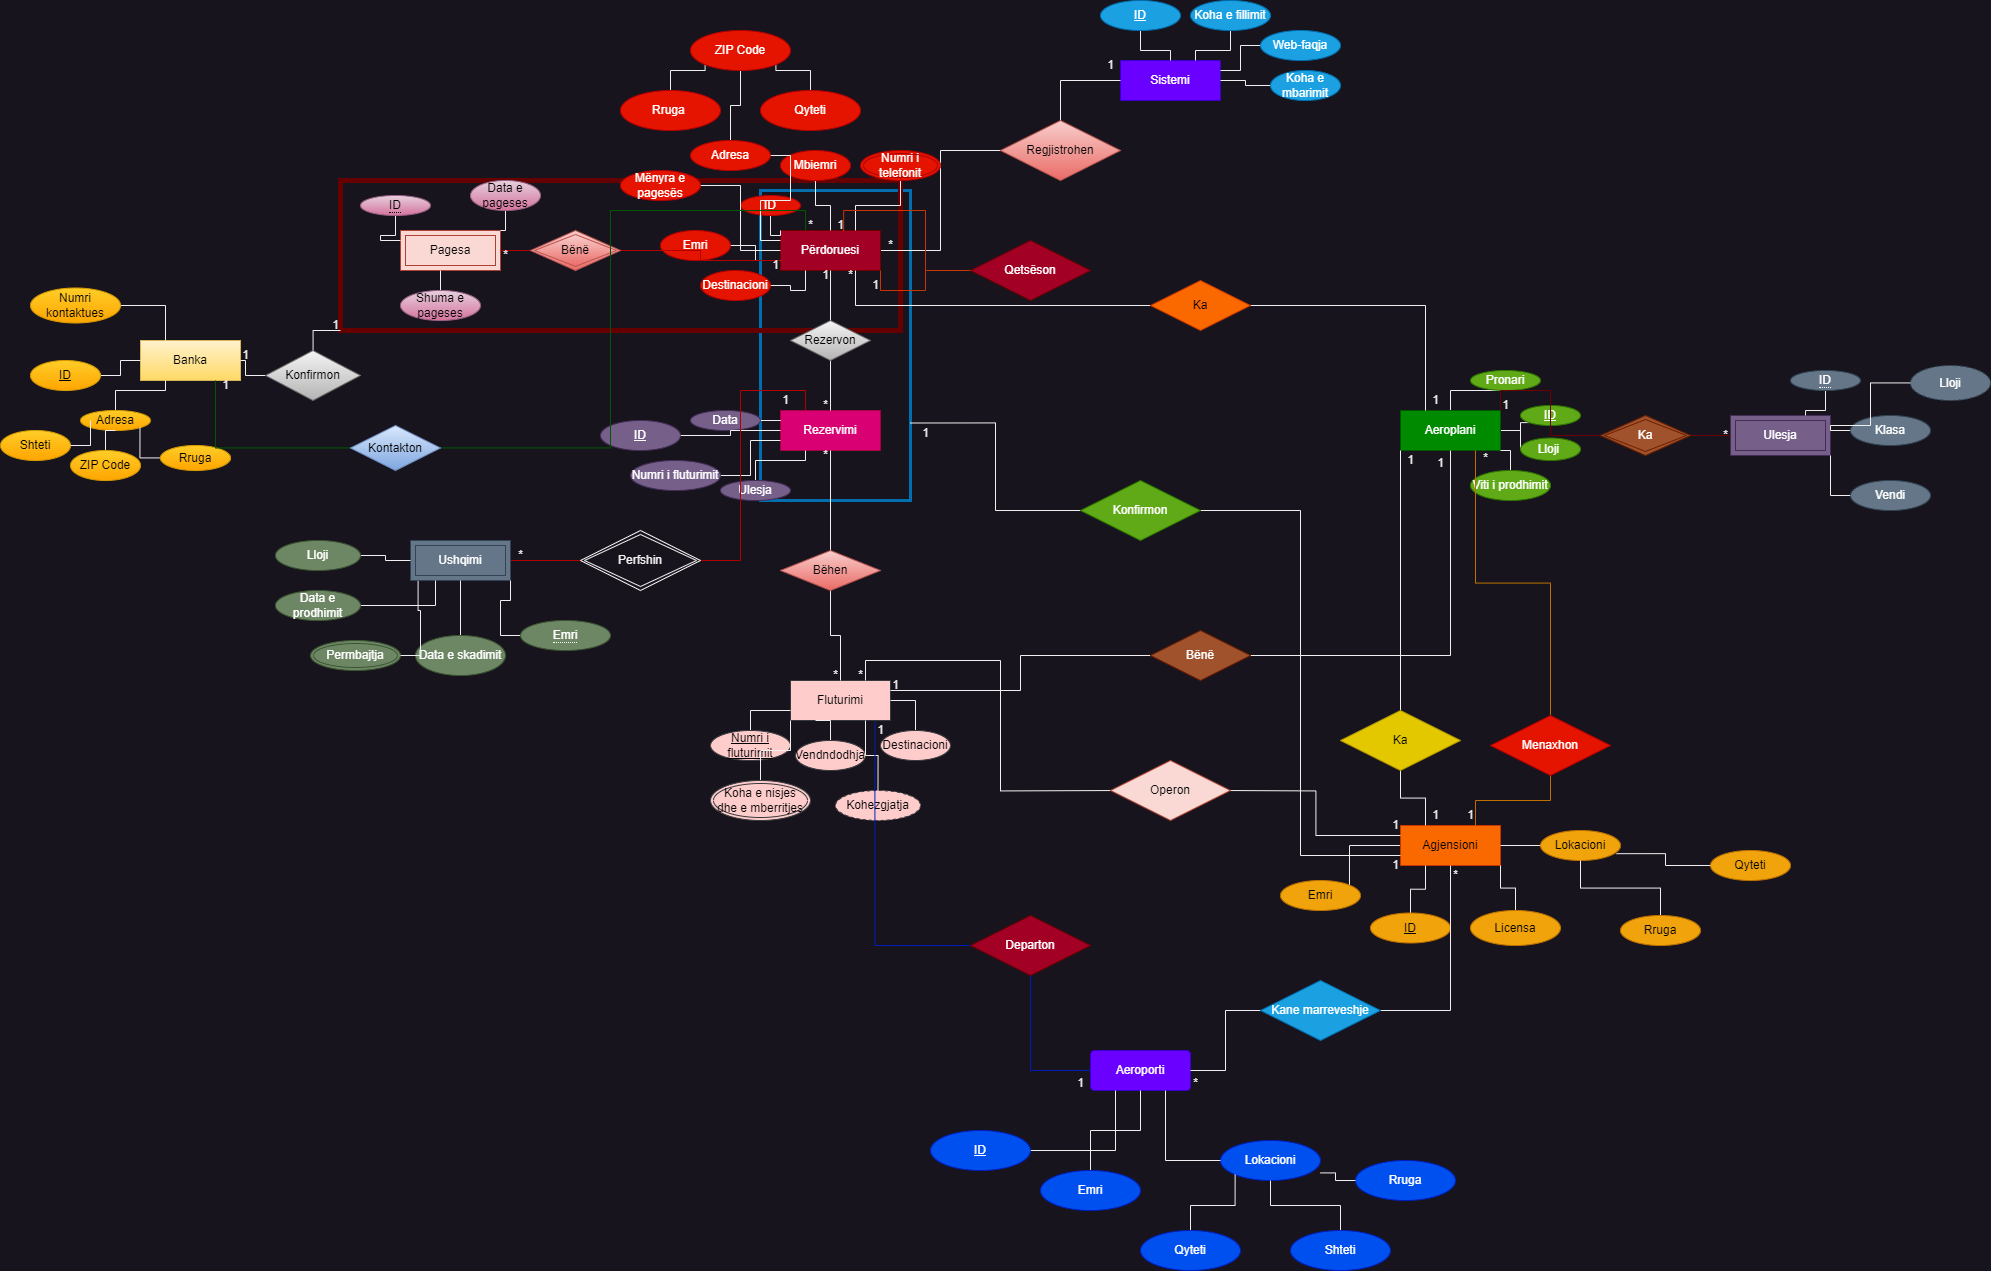 ID
Koha e fillimit
Web-faqja
Koha e
mbarimit
1
Sistemi
ZIP Code
Rruga
Qyteti
Adresa
Mbiemri
Numri i
telefonit
Regjistrohen
Mënyra e
pagesës
ID
Data e
pageses
ID
Pagesa
*
Bënë
Emri
*
1
Përdoruesi
*
1
1
*
1
Destinacioni
Qetsëson
Shuma e
pageses
Numri
kontaktues
1
Ka
Rezervon
Banka
1
1
ID
Konfirmon
Adresa
Shteti
ZIP Code
Rruga
Kontakton
1
*
Data
Rezervimi
ID
Numri i fluturimit
Ulesja
*
1
Pronari
1
1
ID
Aeroplani
Lloji
1
1
*
Viti i prodhimit
Ka
*
ID
Lloji
Ulesja
Klasa
Vendi
Konfirmon
Lloji
Ushqimi
*
Perfshin
Data e
prodhimit
Emri
Permbajtja
Data e skadimit
Bëhen
Bënë
*
*
1
Fluturimi
1
Numri i
fluturimit
Vendndodhja
Destinacioni
Koha e nisjes
dhe e mberritjes
Kohezgjatja
Ka
Menaxhon
Operon
1
1
1
Agjensioni
1
*
Lokacioni
Qyteti
Emri
ID
Licensa
Rruga
Departon
Kane marreveshje
Aeroporti
1
*
ID
Emri
Lokacioni
Rruga
Qyteti
Shteti